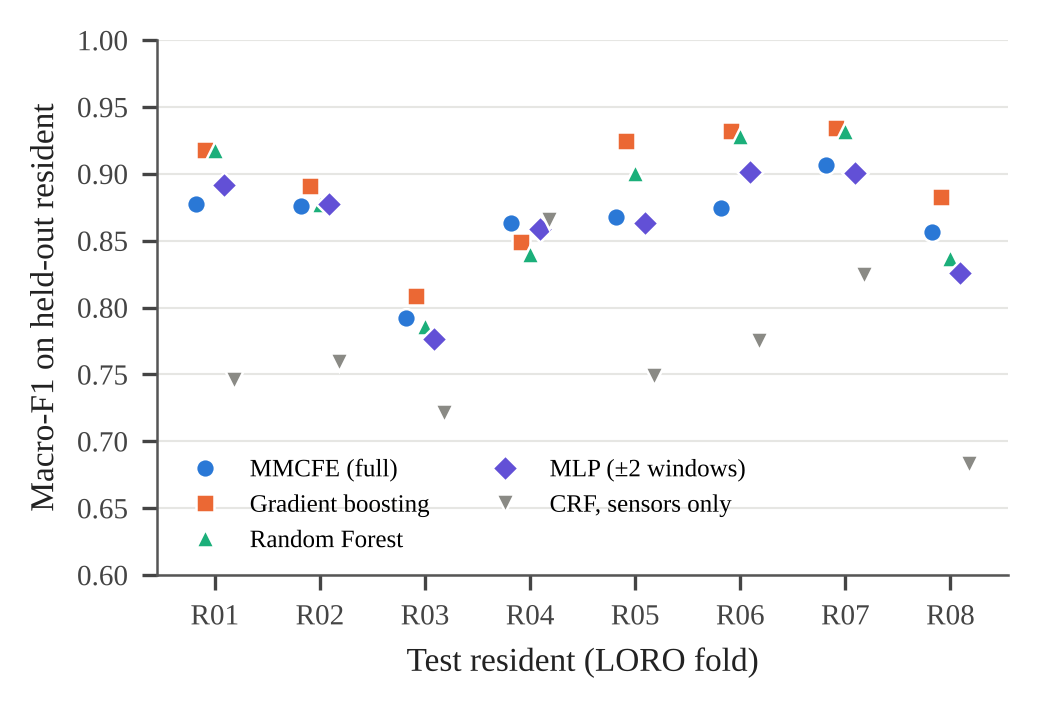 1.00
0.95
0.90
0.85
0.80
0.75
0.70
0.65
0.60
Macro-F1 on held-out resident
MMCFE (full)
Gradient boosting
Random Forest
MLP (±2 windows)
CRF, sensors only
R01 R02 R03 R04 R05 R06 R07 R08
Test resident (LORO fold)